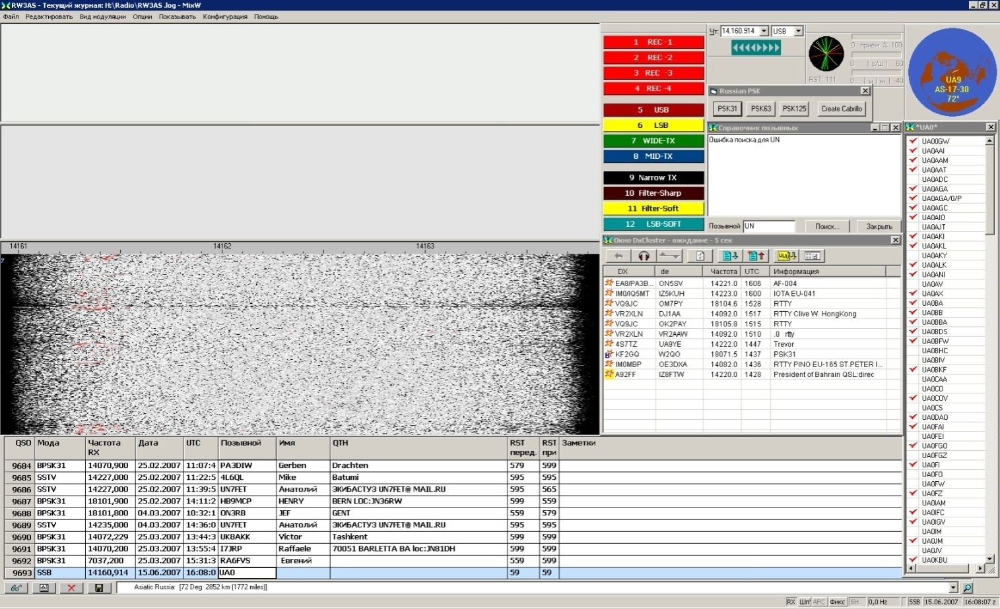 RW3AS - Текущий журнал: H:\Radio\RW3AS .log - MixW
Файл Редактировать Вид модуляции Опции Показывать Конфигурация Помощь
1 REC -1
2 REC -2
3 REC -3
4 REC -4
5 USB
6 LSB
7 WIDE-TX
8 MID-TX
9 Narrow TX
10 Filter-Sharp
11 Filter-Soft
12 LSB-SOFT
Чт: 14.160.914 USB
0 приём % 100
0 | с/ш | 60
RST: 111 0 | и | м | -40
UA9
AS-17-30
72°
Russian PSK
PSK31 PSK63 PSK125 Create Cabrillo
Справочник позывных
Ошибка поиска для UN
Позывной UN Поиск... Закрыть
*UA0*
UA00GW
UA0AAI
UA0AAM
UA0AAT
UA0ADC
UA0AGA
UA0AGA/0/P
UA0AGC
UA0AIO
UA0AJT
UA0AKI
UA0AKL
UA0AKY
UA0ALK
UA0ANI
UA0AV
UA0AX
UA0BA
UA0BB
UA0BBA
UA0BDS
UA0BFW
UA0BHC
UA0BIV
UA0BKF
UA0CAA
UA0CO
UA0COV
UA0CS
UA0DAO
UA0FAI
UA0FEI
UA0FGO
UA0FGZ
UA0FI
UA0FO
UA0FW
UA0FZ
UA0IAM
UA0IFC
UA0IGV
UA0IM
UA0JM
UA0JV
UA0KBU
14161 14162 14163
7
Окно DxCluster - ожидание - 5 сек
DX de Частота UTC Информация
EA8/PA3B... ON5SV 14221.0 1606 AF-004
IM0/IQ5MT IZ5KUH 14223.0 1600 IOTA EU-041
VQ9JC OM7PY 18104.6 1528 RTTY
VR2XLN DJ1AA 14092.0 1517 RTTY Clive W. HongKong
VQ9JC OK2PAY 18105.8 1515 RTTY
VR2XLN VR2AAW 14092.0 1510 .0 rtty
4S7TZ UA9YE 14222.0 1447 Trevor
KF2GQ W2QO 18071.5 1437 PSK31
IM0MBP OE3DXA 14082.0 1436 RTTY PINO EU-165 ST.PETER I...
A92FF IZ8FTW 14220.0 1428 President of Bahrain QSL:direc
QSO Мода Частота RX Дата UTC Позывной Имя QTH RST перед. RST при Заметки
9684 BPSK31 14070,900 25.02.2007 11:07:4 PA3DIW Gerben Drachten 579 599
9685 SSTV 14227,000 25.02.2007 11:22:5 4L6QL Mike Batumi 595 595
9686 SSTV 14227,000 25.02.2007 11:39:5 UN7FET Анатолий ЭКИБАСТУЗ UN7FET@ MAIL.RU 595 565
9687 BPSK31 18101,900 25.02.2007 14:11:2 HB9MCP HENRY BERN LOC:JN36RW 599 559
9688 BPSK31 18101,800 04.03.2007 10:32:1 ON3RB JEF GENT 559 579
9689 SSTV 14235,000 04.03.2007 14:36:0 UN7FET Анатолий ЭКИБАСТУЗ UN7FET@ MAIL.RU 595 595
9690 BPSK31 14072,229 25.03.2007 13:44:3 UK8AKK Victor Tashkent 599 599
9691 BPSK31 14070,200 25.03.2007 13:55:4 I7JRP Raffaele 70051 BARLETTA BA loc:JN81DH 599 599
9692 BPSK31 7037,200 25.03.2007 15:31:3 RA6FVS Евгений 559 599
9693 SSB 14160,914 15.06.2007 16:08:0 UA0 59 59
Asiatic Russia: [72 Deg 2852 km (1772 miles)]
RX Шп' AFC Фикс БН 0,0 Hz SSB 15.06.2007 16:08:07 z